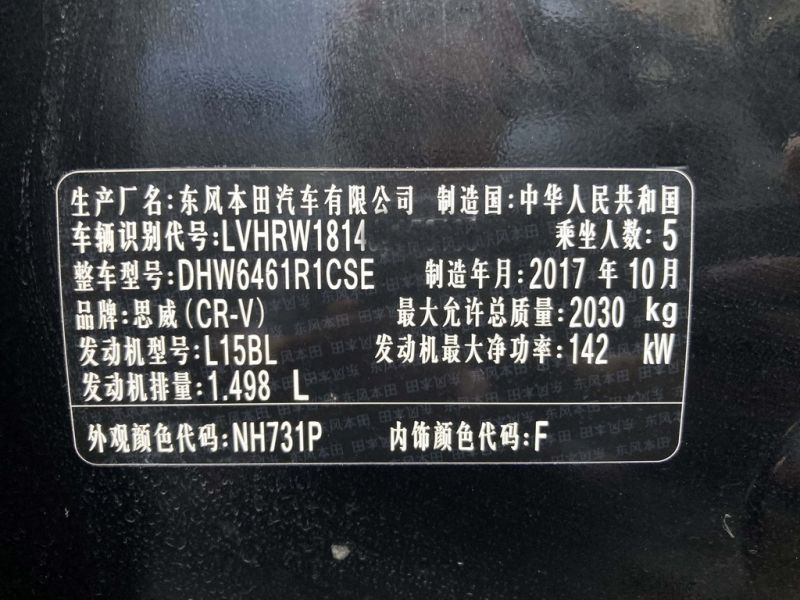 生产厂名:东风本田汽车有限公司 制造国:中华人民共和国
车辆识别代号:LVHRW1814 乘坐人数:5
整车型号:DHW6461R1CSE 制造年月:2017 年 10 月
品牌:思威(CR-V) 最大允许总质量:2030 kg
发动机型号:L15BL 发动机最大净功率:142 kW
发动机排量:1.498 L
外观颜色代码:NH731P 内饰颜色代码:F